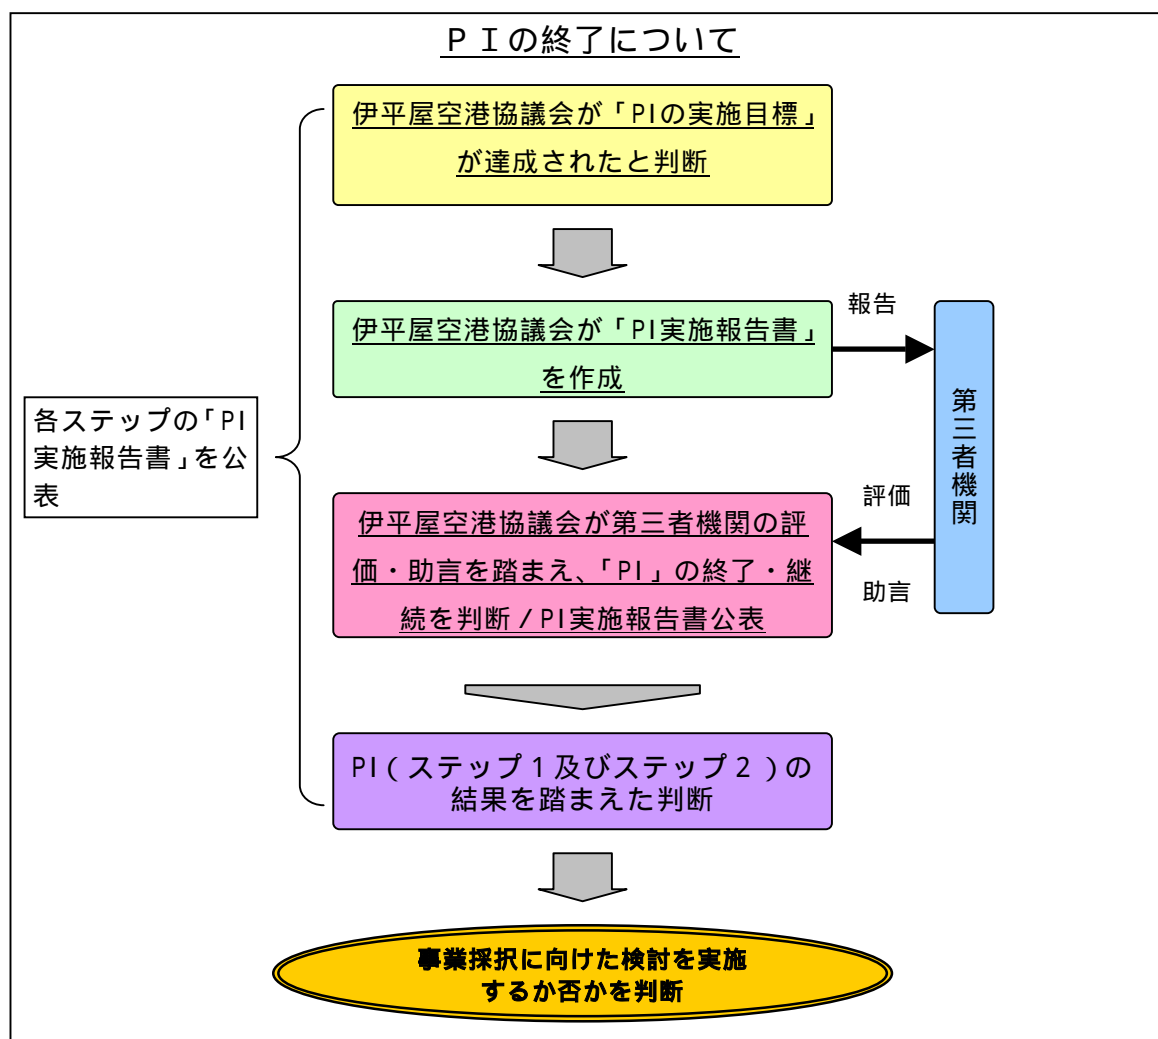 ＰＩの終了について
伊平屋空港協議会が「PIの実施目標」
が達成されたと判断
伊平屋空港協議会が「PI実施報告書」
を作成
報告
第三者機関
各ステップの「PI
実施報告書」を公
表
伊平屋空港協議会が第三者機関の評
価・助言を踏まえ、「PI」の終了・継
続を判断／PI実施報告書公表
評価
助言
PI（ステップ１及びステップ２）の
結果を踏まえた判断
事業採択に向けた検討を実施
するか否かを判断